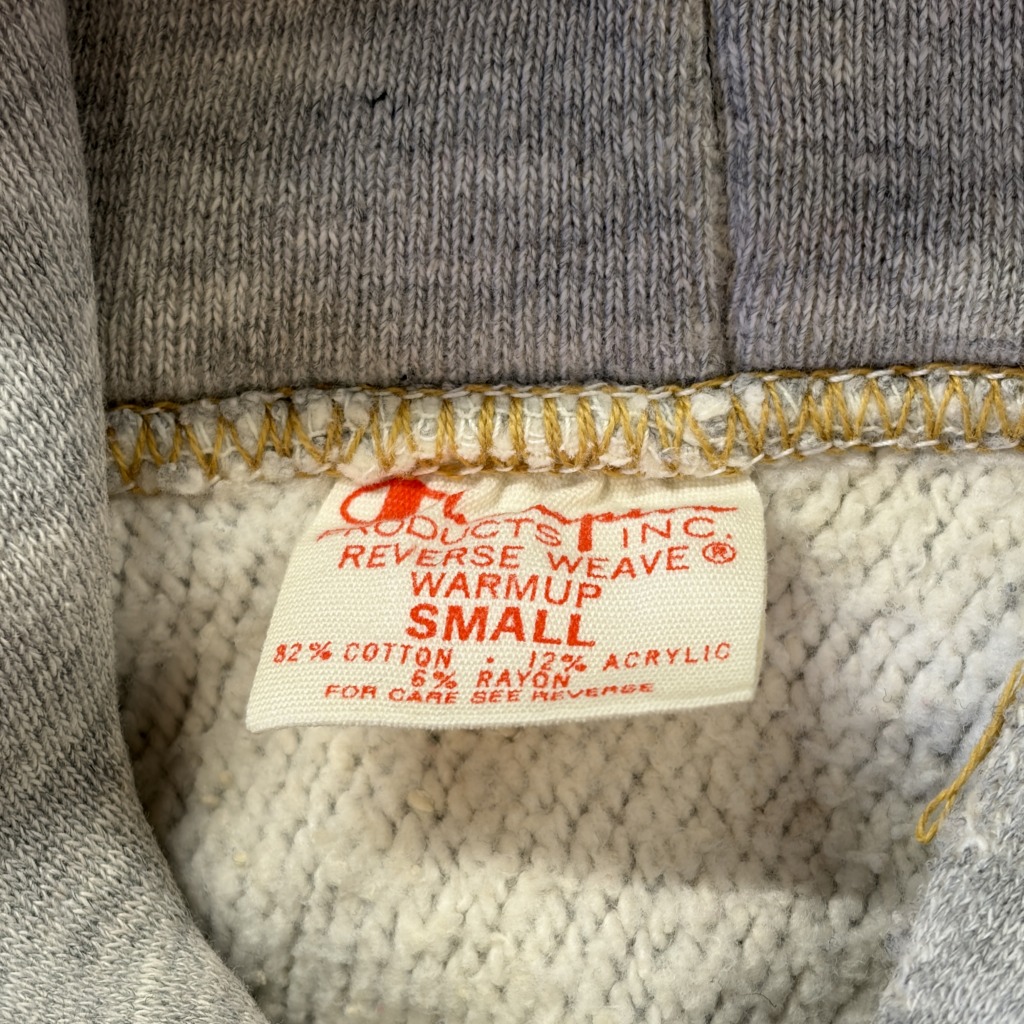 PRODUCTS INC.
REVERSE WEAVE®
WARMUP
SMALL
82% COTTON · 12% ACRYLIC
6% RAYON
FOR CARE SEE REVERSE